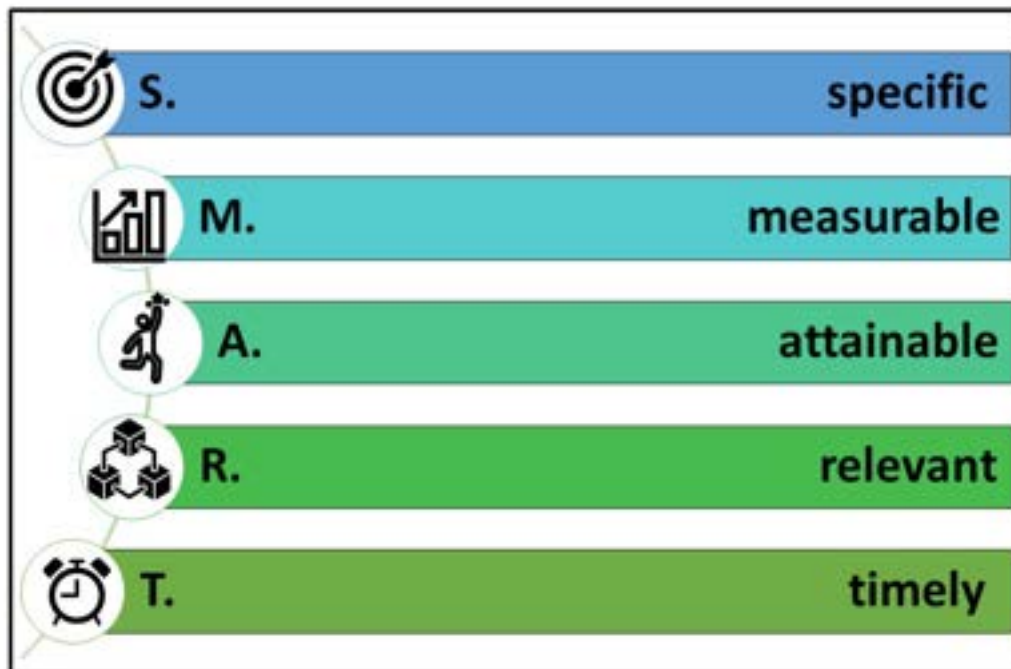 S. specific
M. measurable
A. attainable
R. relevant
T. timely